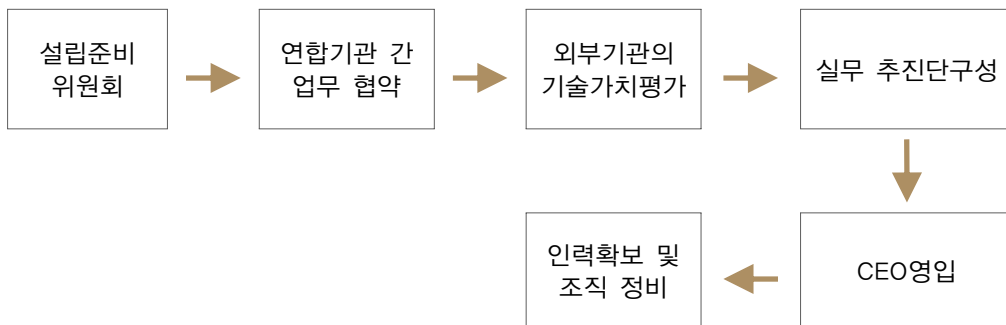 설립준비
위원회
연합기관 간
업무 협약
외부기관의
기술가치평가
실무 추진단구성
CEO영입
인력확보 및
조직 정비